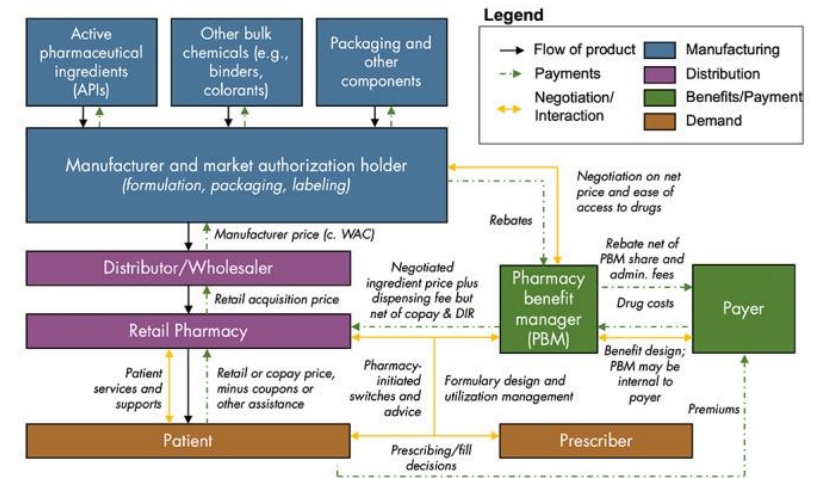 Legend
Flow of product
Payments
Negotiation/
Interaction
Manufacturing
Distribution
Benefits/Payment
Demand
Active
pharmaceutical
ingredients
(APIs)
Other bulk
chemicals (e.g.,
binders,
colorants)
Packaging and
other
components
Manufacturer and market authorization holder
(formulation, packaging, labeling)
Negotiation on net
price and ease of
access to drugs
Rebates
Manufacturer price (c. WAC)
Distributor/Wholesaler
Retail acquisition price
Retail Pharmacy
Negotiated
ingredient price plus
dispensing fee but
net of copay & DIR
Pharmacy
benefit
manager
(PBM)
Rebate net of
PBM share and
admin. fees
Drug costs
Payer
Benefit design;
PBM may be
internal to
payer
Patient
services and
supports
Retail or copay price,
minus coupons or
other assistance
Pharmacy-
initiated
switches and
advice
Formulary design and
utilization management
Premiums
Patient
Prescribing/fill
decisions
Prescriber